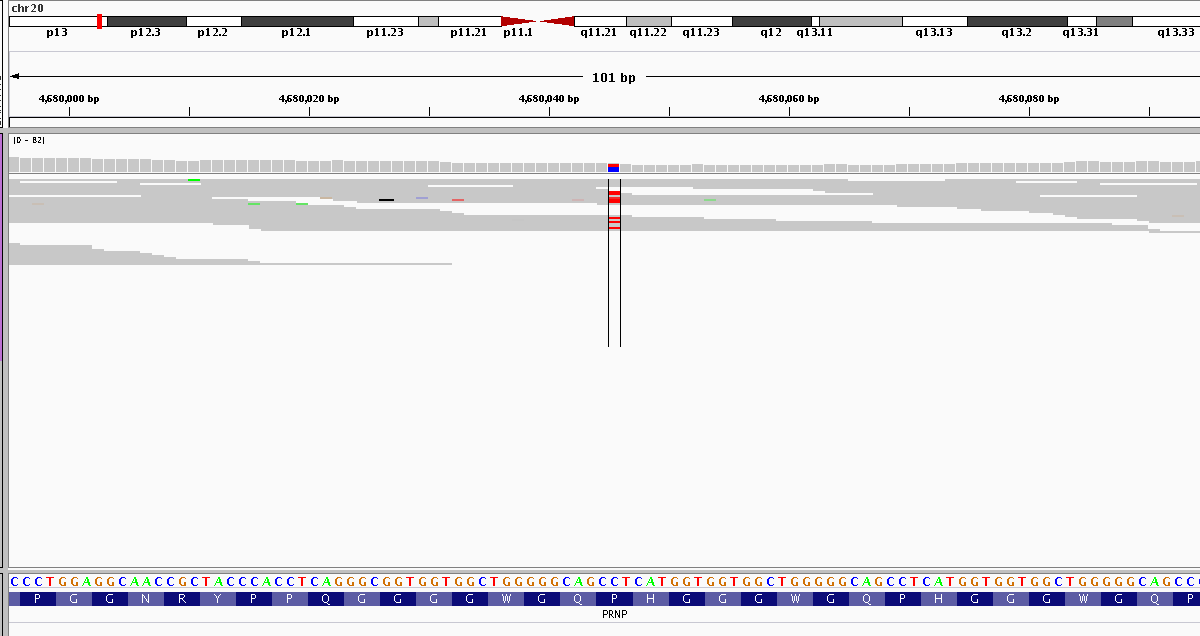 chr20
p13 p12.3 p12.2 p12.1 p11.23 p11.21 p11.1 q11.21 q11.22 q11.23 q12 q13.11 q13.13 q13.2 q13.31 q13.33
101 bp
4,680,000 bp 4,680,020 bp 4,680,040 bp 4,680,060 bp 4,680,080 bp
[0 - 82]
CCCTGGAGGCAACCGCTACCCACCTCAGGGCGGTGGTGGCTGGGGGCAGCCTCATGGTGGTGGCTGGGGGCAGCCTCATGGTGGTGGCTGGGGGCAGCC
P G G N R Y P P Q G G G G W G Q P H G G G W G Q P H G G G W G Q P
PRNP